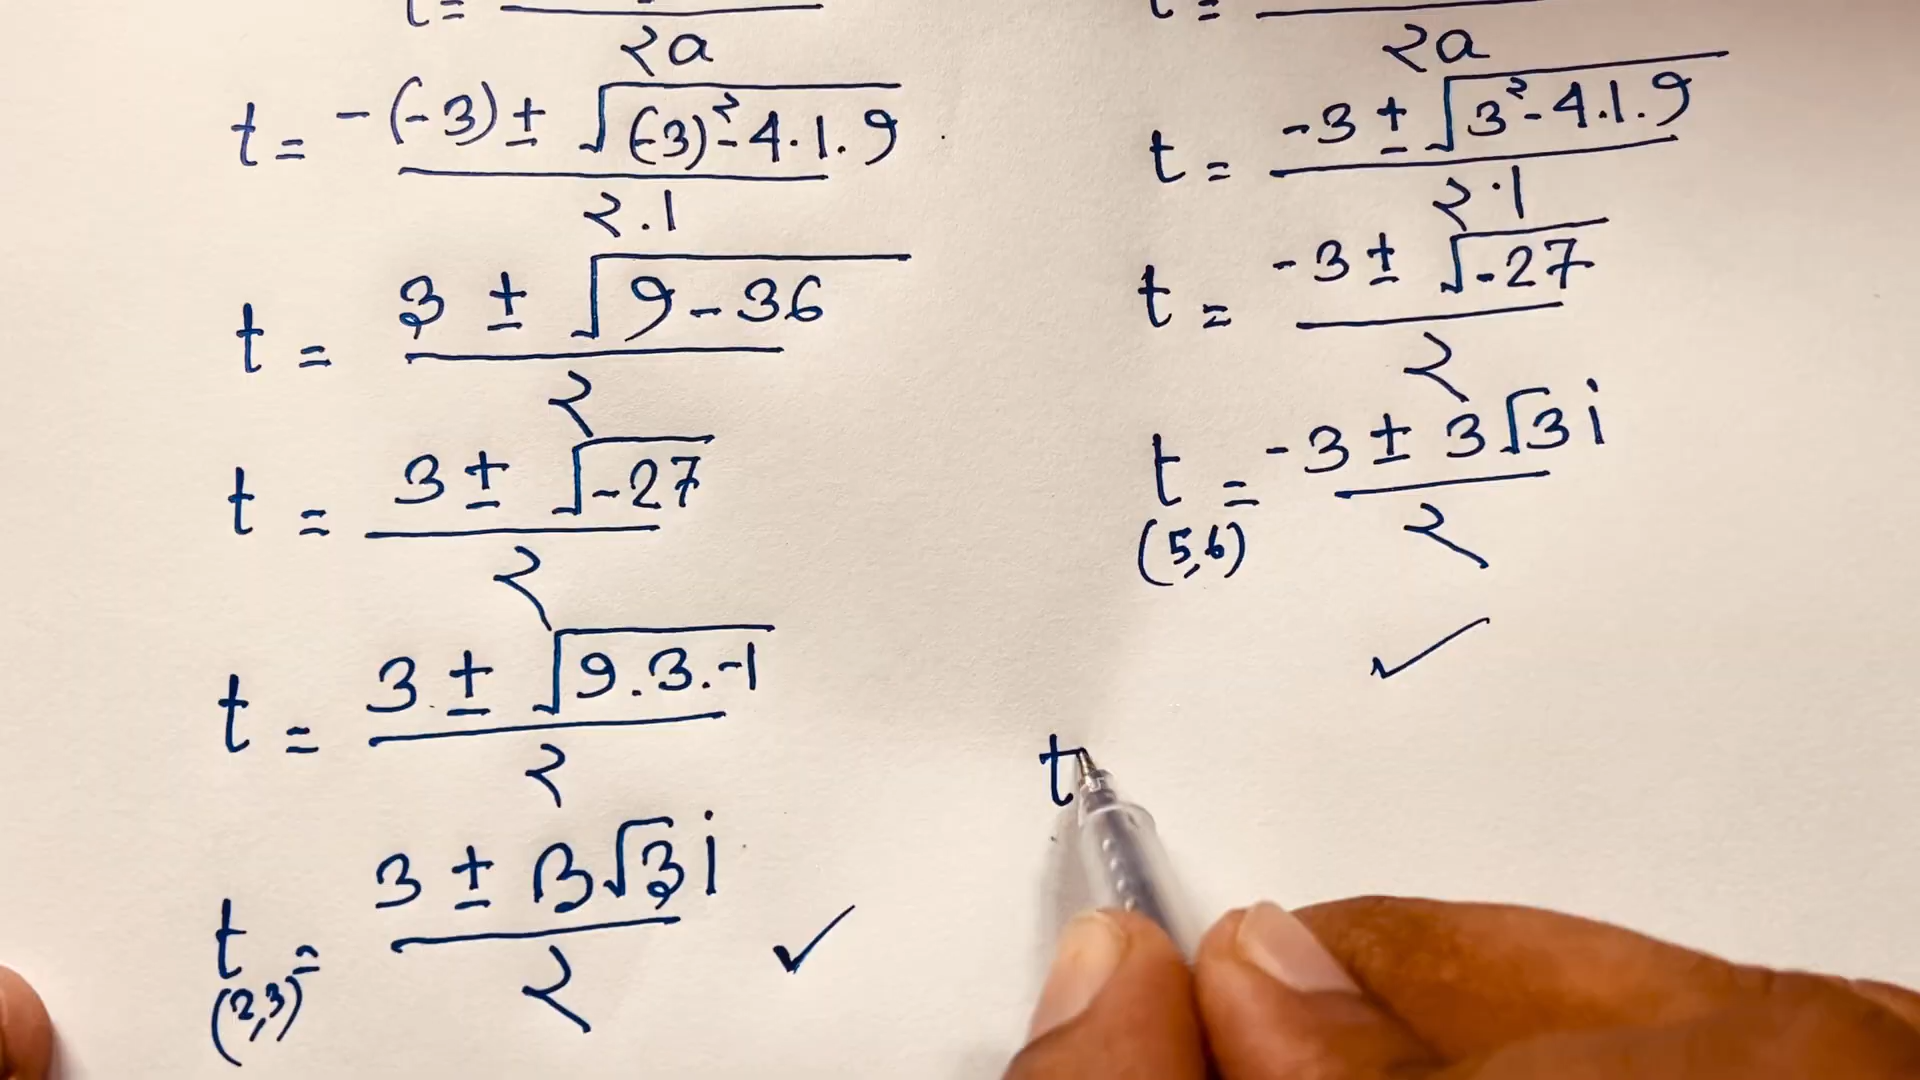 t = 2a
t = -(-3) ± √(-3)² - 4.1.9 / 2.1
t = 3 ± √9 - 36 / 2
t = 3 ± √-27 / 2
t = 3 ± √9.3.-1 / 2
t(2,3) = 3 ± 3√3 i / 2 ✓
t = 2a
t = -3 ± √3² - 4.1.9 / 2.1
t = -3 ± √-27 / 2
t(5,6) = -3 ± 3√3 i / 2
✓
t